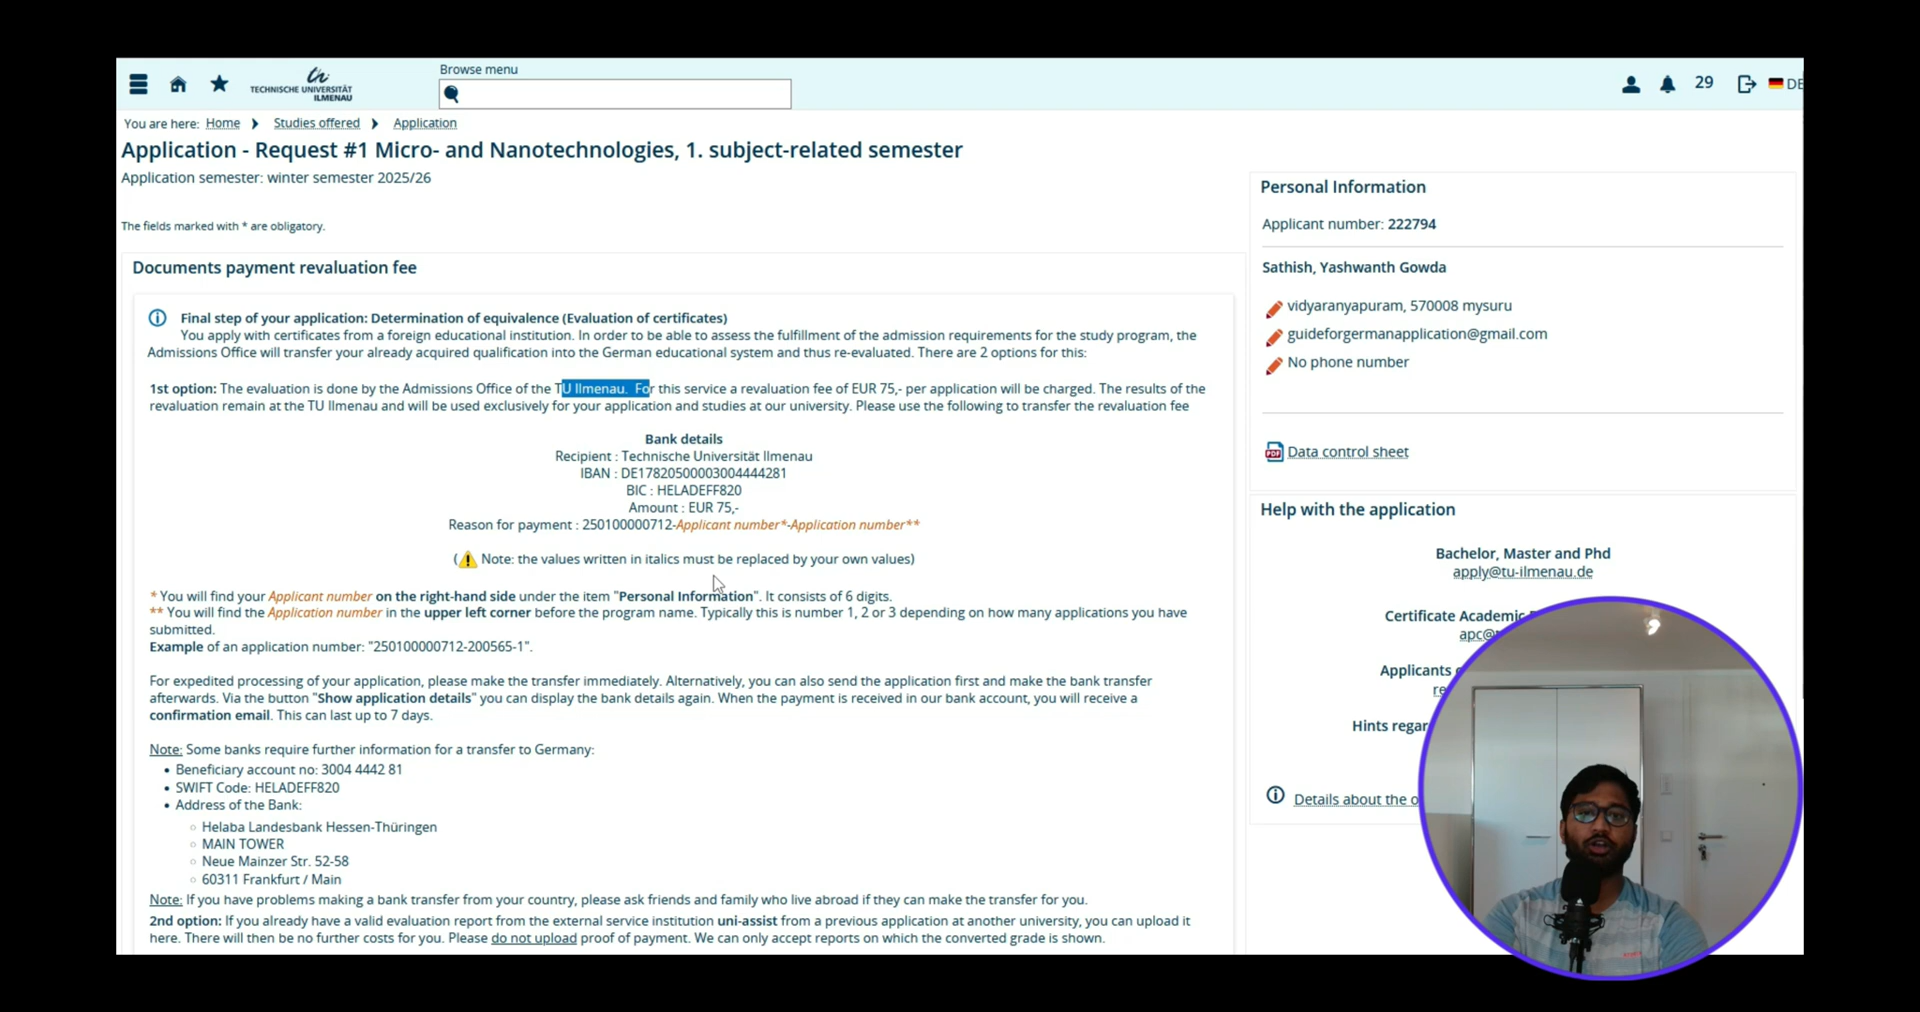 Browse menu
TECHNISCHE UNIVERSITÄT
ILMENAU
29
DE
You are here: Home Studies offered Application
Application - Request #1 Micro- and Nanotechnologies, 1. subject-related semester
Application semester: winter semester 2025/26
The fields marked with * are obligatory.
Documents payment revaluation fee
Final step of your application: Determination of equivalence (Evaluation of certificates)
You apply with certificates from a foreign educational institution. In order to be able to assess the fulfillment of the admission requirements for the study program, the
Admissions Office will transfer your already acquired qualification into the German educational system and thus re-evaluated. There are 2 options for this:
1st option: The evaluation is done by the Admissions Office of the TU Ilmenau. For this service a revaluation fee of EUR 75,- per application will be charged. The results of the
revaluation remain at the TU Ilmenau and will be used exclusively for your application and studies at our university. Please use the following to transfer the revaluation fee
Bank details
Recipient : Technische Universität Ilmenau
IBAN : DE17820500003004444281
BIC : HELADEFF820
Amount : EUR 75,-
Reason for payment : 250100000712-Applicant number*-Application number**
( Note: the values written in italics must be replaced by your own values)
* You will find your Applicant number on the right-hand side under the item "Personal Information". It consists of 6 digits.
** You will find the Application number in the upper left corner before the program name. Typically this is number 1, 2 or 3 depending on how many applications you have
submitted.
Example of an application number: "250100000712-200565-1".
For expedited processing of your application, please make the transfer immediately. Alternatively, you can also send the application first and make the bank transfer
afterwards. Via the button "Show application details" you can display the bank details again. When the payment is received in our bank account, you will receive a
confirmation email. This can last up to 7 days.
Note: Some banks require further information for a transfer to Germany:
• Beneficiary account no: 3004 4442 81
• SWIFT Code: HELADEFF820
• Address of the Bank:
○ Helaba Landesbank Hessen-Thüringen
○ MAIN TOWER
○ Neue Mainzer Str. 52-58
○ 60311 Frankfurt / Main
Note: If you have problems making a bank transfer from your country, please ask friends and family who live abroad if they can make the transfer for you.
2nd option: If you already have a valid evaluation report from the external service institution uni-assist from a previous application at another university, you can upload it
here. There will then be no further costs for you. Please do not upload proof of payment. We can only accept reports on which the converted grade is shown.
Personal Information
Applicant number: 222794
Sathish, Yashwanth Gowda
vidyaranyapuram, 570008 mysuru
guideforgermanapplication@gmail.com
No phone number
PDF Data control sheet
Help with the application
Bachelor, Master and Phd
apply@tu-ilmenau.de
Certificate Academic
apc@
Applicants
re
Hints regar
Details about the o